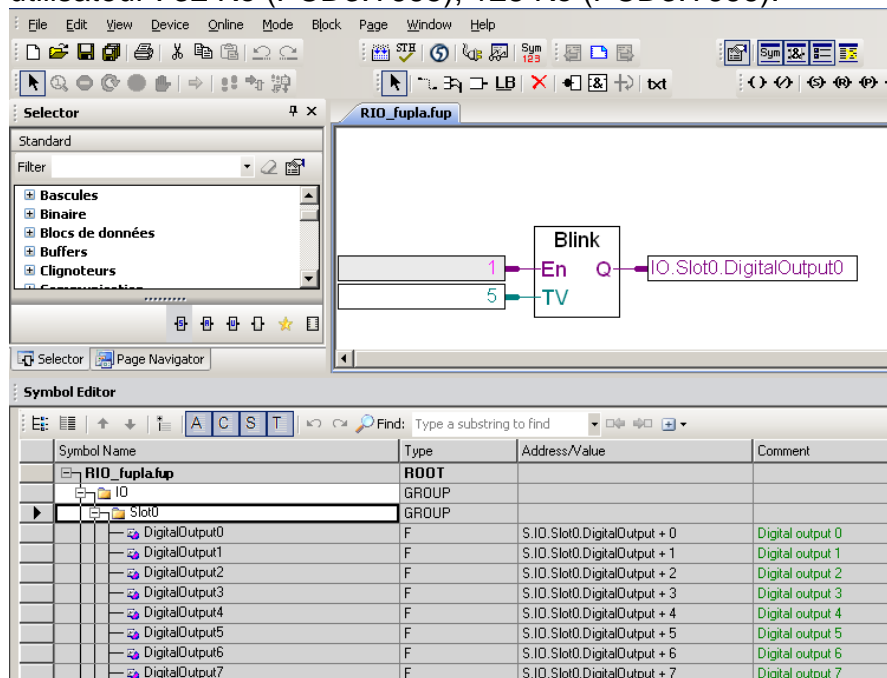 File Edit View Device Online Mode Block Page Window Help
STH Sym 123 Sym
LB txt
Selector RIO_fupla.fup
Standard
Filter
Bascules
Binaire
Blocs de données
Buffers
Clignoteurs
Blink
1 En Q IO.Slot0.DigitalOutput0
5 TV
Selector Page Navigator
Symbol Editor
A C S T Find: Type a substring to find
Symbol Name Type Address/Value Comment
RIO_fupla.fup ROOT
IO GROUP
Slot0 GROUP
DigitalOutput0 F S.IO.Slot0.DigitalOutput + 0 Digital output 0
DigitalOutput1 F S.IO.Slot0.DigitalOutput + 1 Digital output 1
DigitalOutput2 F S.IO.Slot0.DigitalOutput + 2 Digital output 2
DigitalOutput3 F S.IO.Slot0.DigitalOutput + 3 Digital output 3
DigitalOutput4 F S.IO.Slot0.DigitalOutput + 4 Digital output 4
DigitalOutput5 F S.IO.Slot0.DigitalOutput + 5 Digital output 5
DigitalOutput6 F S.IO.Slot0.DigitalOutput + 6 Digital output 6
DigitalOutput7 F S.IO.Slot0.DigitalOutput + 7 Digital output 7